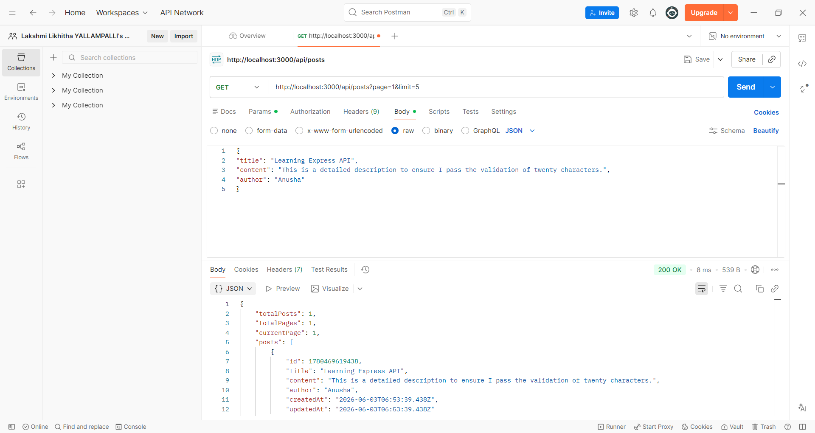 Home Workspaces API Network Search Postman Ctrl K Invite Upgrade
Lakshmi Likhitha YALLAMPALLI's ... New Import Overview GET http://localhost:3000/ap No environment
Search collections
Collections
My Collection
My Collection
My Collection
Environments
History
Flows
HTTP http://localhost:3000/api/posts Save Share
GET http://localhost:3000/api/posts?page=1&limit=5 Send
Docs Params Authorization Headers (9) Body Scripts Tests Settings Cookies
none form-data x-www-form-urlencoded raw binary GraphQL JSON Schema Beautify
1 {
2 "title": "Learning Express API",
3 "content": "This is a detailed description to ensure I pass the validation of twenty characters.",
4 "author": "Anusha"
5 }
Body Cookies Headers (7) Test Results 200 OK 6 ms 539 B
{} JSON Preview Visualize
1 {
2 "totalPosts": 1,
3 "totalPages": 1,
4 "currentPage": 1,
5 "posts": [
6 {
7 "id": 1780469619438,
8 "title": "Learning Express API",
9 "content": "This is a detailed description to ensure I pass the validation of twenty characters.",
10 "author": "Anusha",
11 "createdAt": "2026-06-03T06:53:39.438Z",
12 "updatedAt": "2026-06-03T06:53:39.438Z"
Online Find and replace Console Runner Start Proxy Cookies Vault Trash